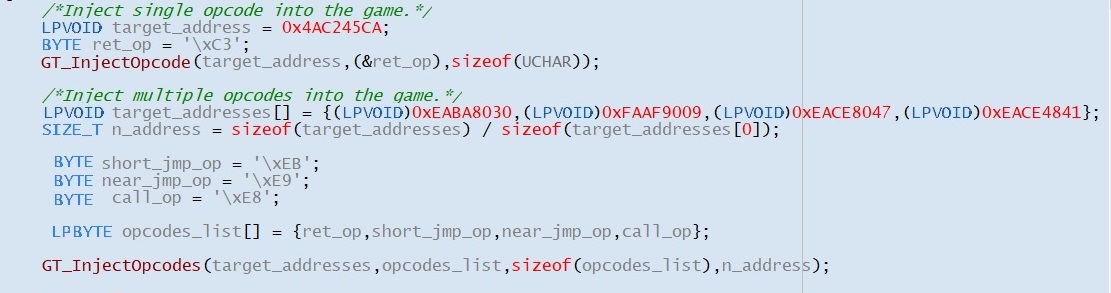 /*Inject single opcode into the game.*/
LPVOID target_address = 0x4AC245CA;
BYTE ret_op = '\xC3';
GT_InjectOpcode(target_address,(&ret_op),sizeof(UCHAR));
/*Inject multiple opcodes into the game.*/
LPVOID target_addresses[] = {(LPVOID)0xEABA8030,(LPVOID)0xFAAF9009,(LPVOID)0xEACE8047,(LPVOID)0xEACE4841};
SIZE_T n_address = sizeof(target_addresses) / sizeof(target_addresses[0]);
BYTE short_jmp_op = '\xEB';
BYTE near_jmp_op = '\xE9';
BYTE call_op = '\xE8';
LPBYTE opcodes_list[] = {ret_op,short_jmp_op,near_jmp_op,call_op};
GT_InjectOpcodes(target_addresses,opcodes_list,sizeof(opcodes_list),n_address);